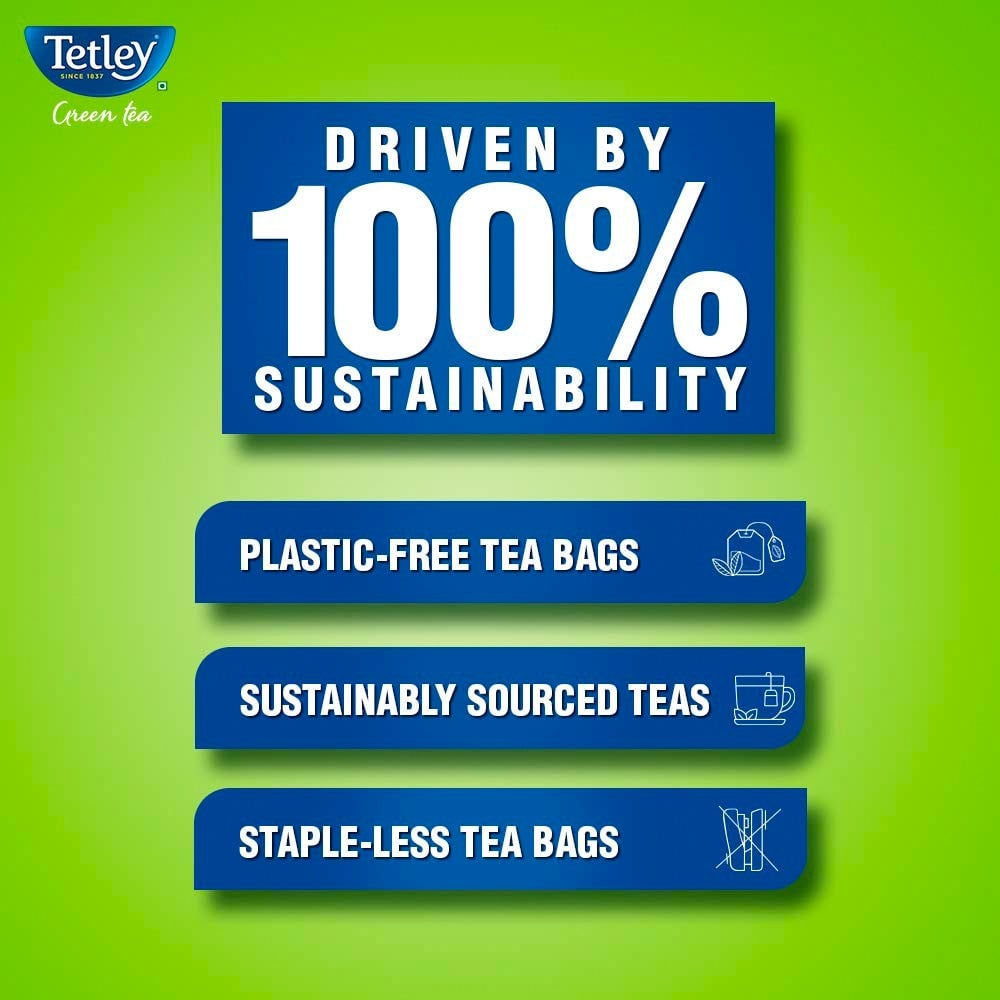 Tetley
SINCE 1837
Green tea
DRIVEN BY
100%
SUSTAINABILITY
PLASTIC-FREE TEA BAGS
SUSTAINABLY SOURCED TEAS
STAPLE-LESS TEA BAGS